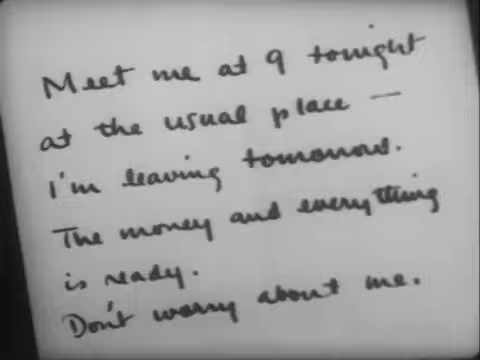 Meet me at 9 tonight
at the usual place —
I'm leaving tomorrow.
The money and everything
is ready.
Don't worry about me.